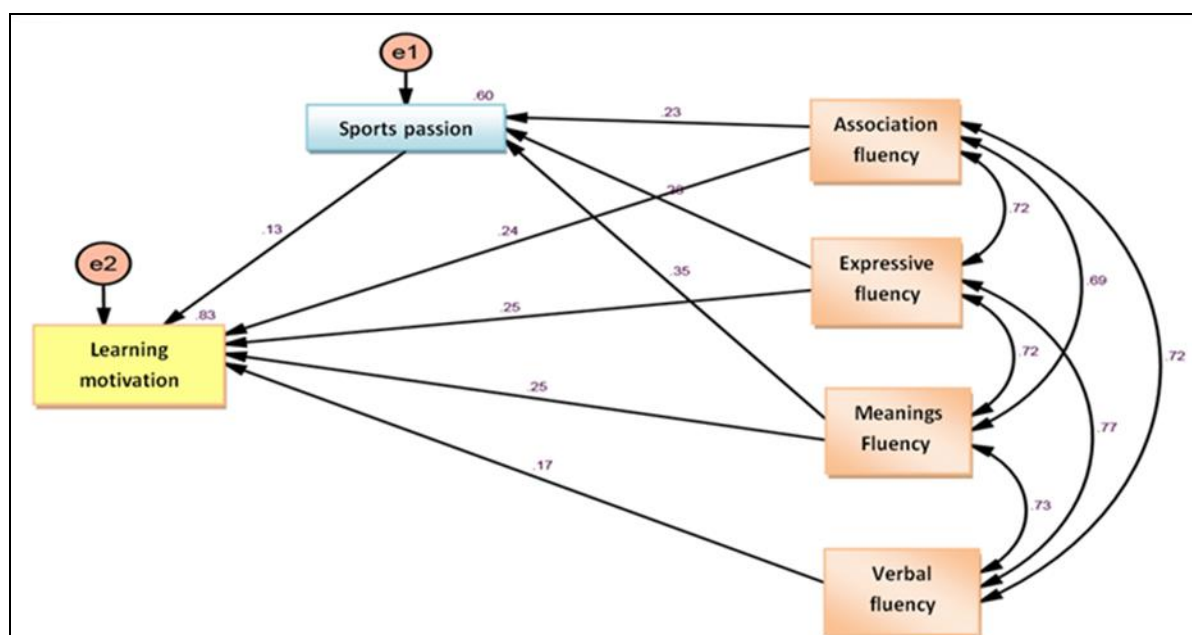 e1
.60
Sports passion
.23
Association
fluency
.72
.13
.24
e2
Expressive
fluency
.35
.69
.83
.25
Learning
motivation
.72
.72
.25
Meanings
Fluency
.77
.17
.73
Verbal
fluency